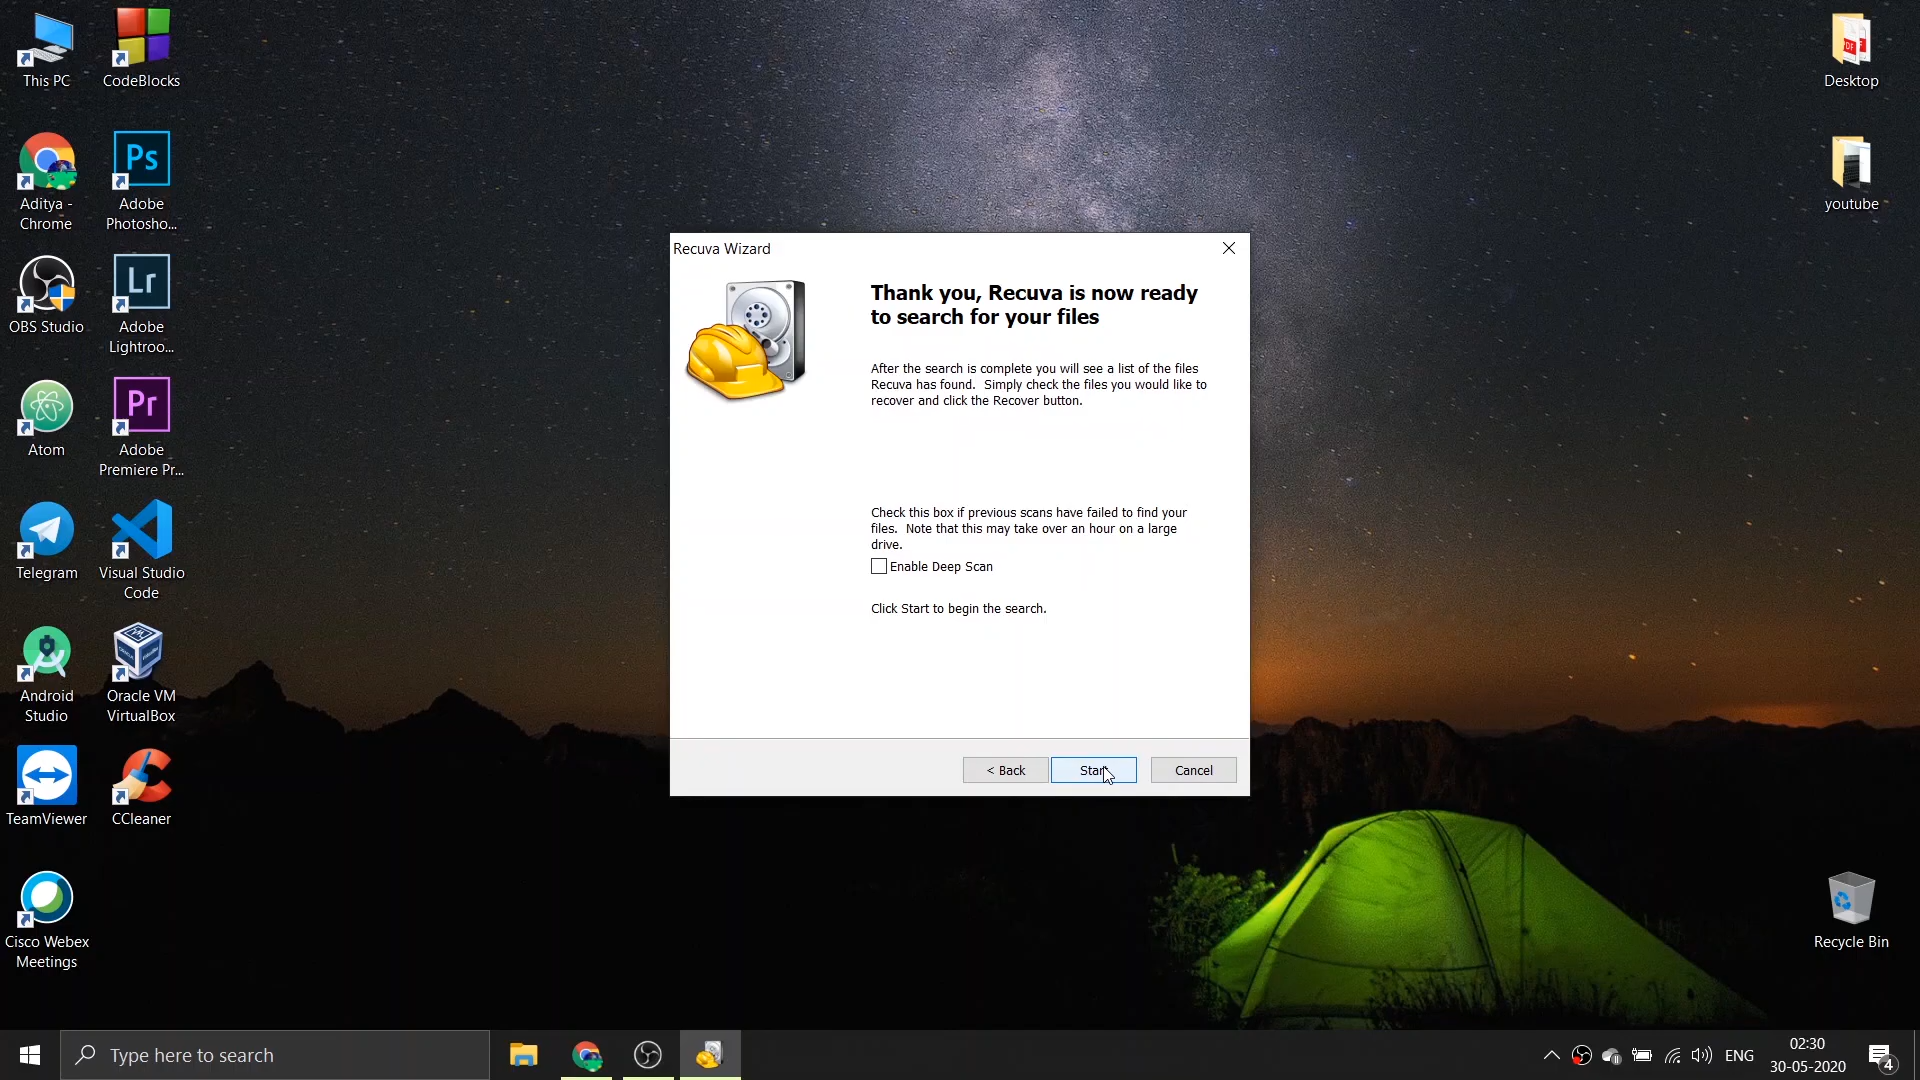 This PC
CodeBlocks
Aditya -
Chrome
Ps
Adobe
Photosho...
OBS Studio
Lr
Adobe
Lightroo...
Atom
Pr
Adobe
Premiere Pr...
Telegram
Visual Studio
Code
Android
Studio
Oracle VM
VirtualBox
TeamViewer
CCleaner
Cisco Webex
Meetings
PDF
Desktop
youtube
Recycle Bin
Recuva Wizard
Thank you, Recuva is now ready
to search for your files
After the search is complete you will see a list of the files
Recuva has found.  Simply check the files you would like to
recover and click the Recover button.
Check this box if previous scans have failed to find your
files.  Note that this may take over an hour on a large
drive.
Enable Deep Scan
Click Start to begin the search.
< Back
Start
Cancel
Type here to search
ENG
02:30
30-05-2020
4